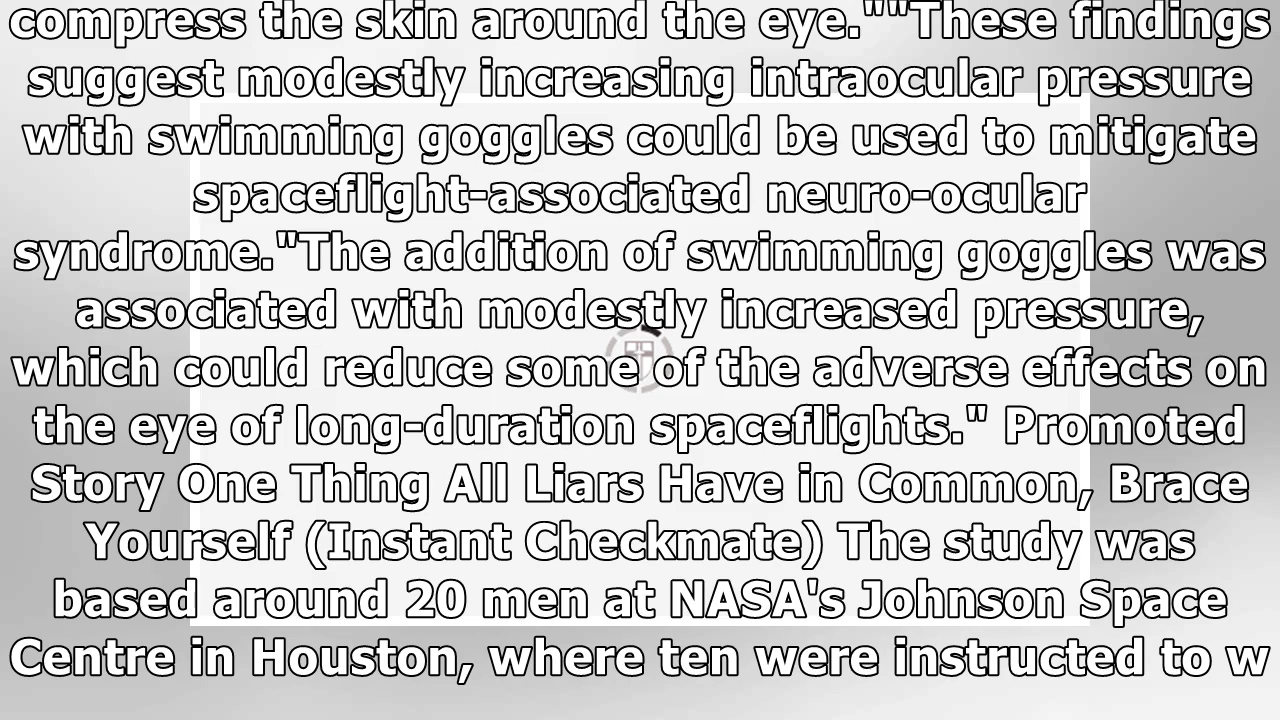 compress the skin around the eye.""These findings
suggest modestly increasing intraocular pressure
with swimming goggles could be used to mitigate
spaceflight-associated neuro-ocular
syndrome."The addition of swimming goggles was
associated with modestly increased pressure,
which could reduce some of the adverse effects on
the eye of long-duration spaceflights." Promoted
Story One Thing All Liars Have in Common, Brace
Yourself (Instant Checkmate) The study was
based around 20 men at NASA's Johnson Space
Centre in Houston, where ten were instructed to w